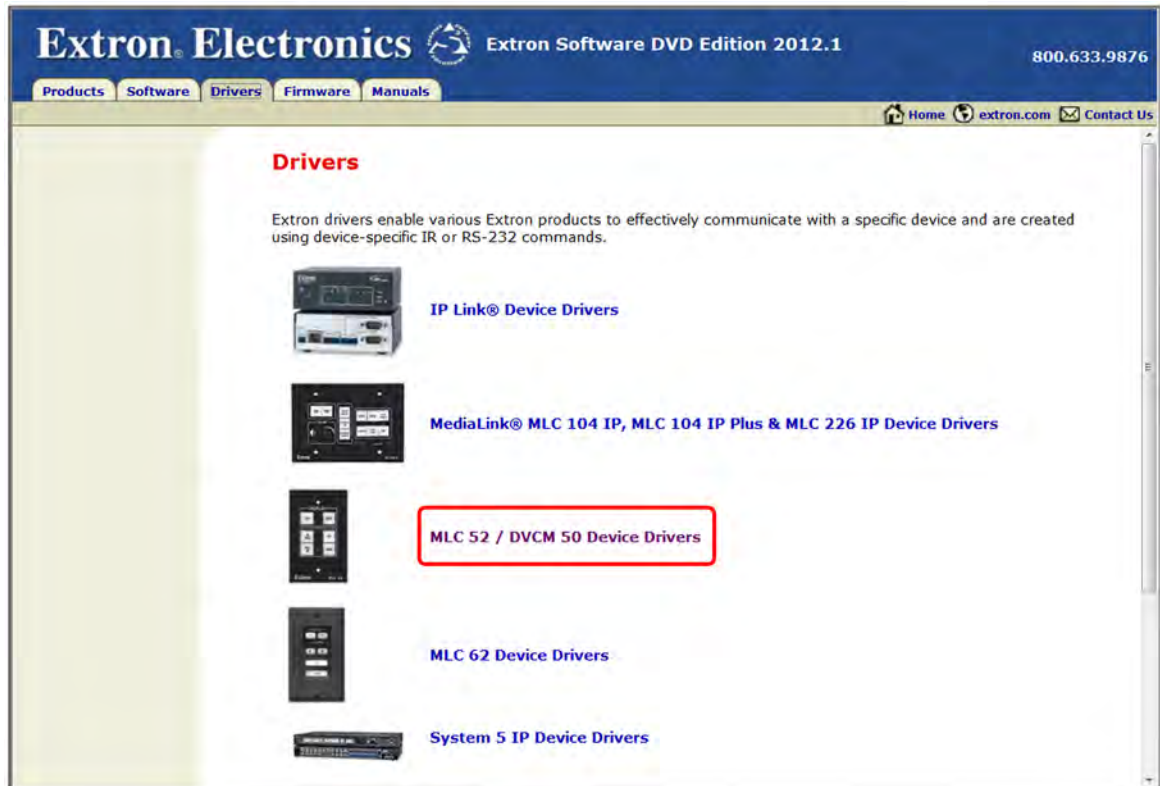 Extron® Electronics Extron Software DVD Edition 2012.1
800.633.9876
Products Software Drivers Firmware Manuals
Home extron.com Contact Us
Drivers
Extron drivers enable various Extron products to effectively communicate with a specific device and are created
using device-specific IR or RS-232 commands.
IP Link® Device Drivers
MediaLink® MLC 104 IP, MLC 104 IP Plus & MLC 226 IP Device Drivers
MLC 52 / DVCM 50 Device Drivers
MLC 62 Device Drivers
System 5 IP Device Drivers